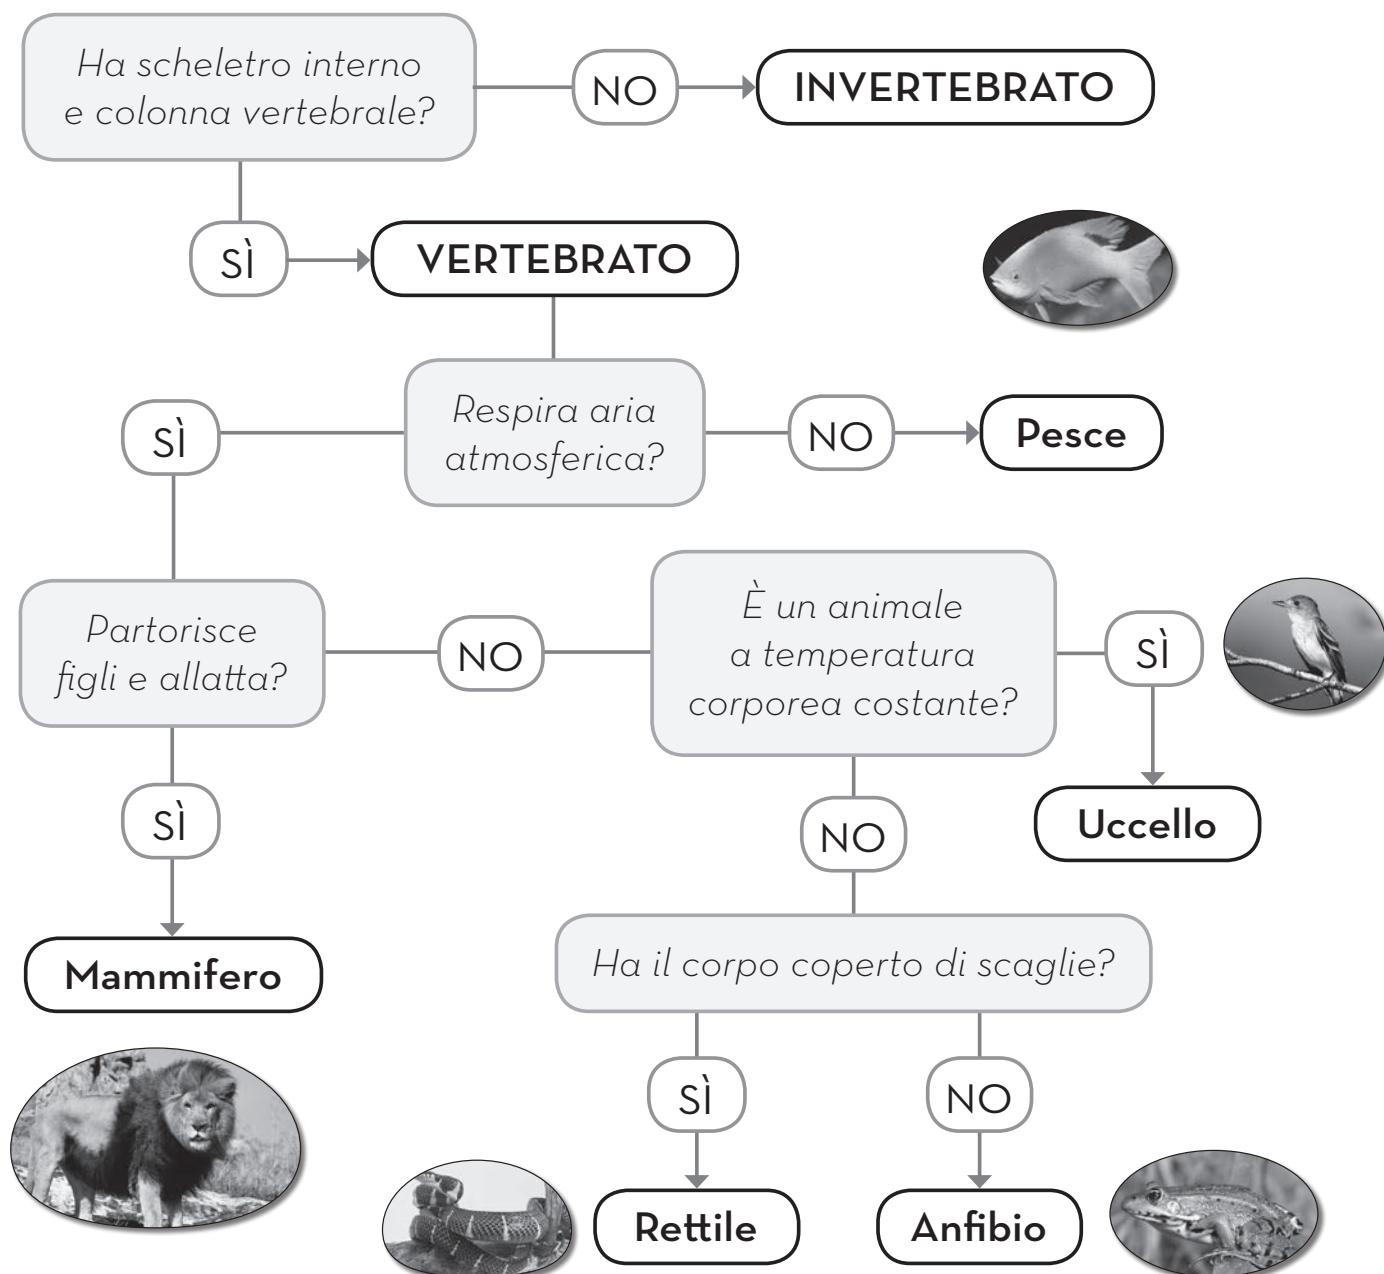 Ha scheletro interno
e colonna vertebrale?
NO
INVERTEBRATO
SÌ
VERTEBRATO
Respira aria
atmosferica?
SÌ
NO
Pesce
Partorisce
figli e allatta?
NO
È un animale
a temperatura
corporea costante?
SÌ
Uccello
SÌ
NO
Mammifero
Ha il corpo coperto di scaglie?
SÌ
NO
Rettile
Anfibio